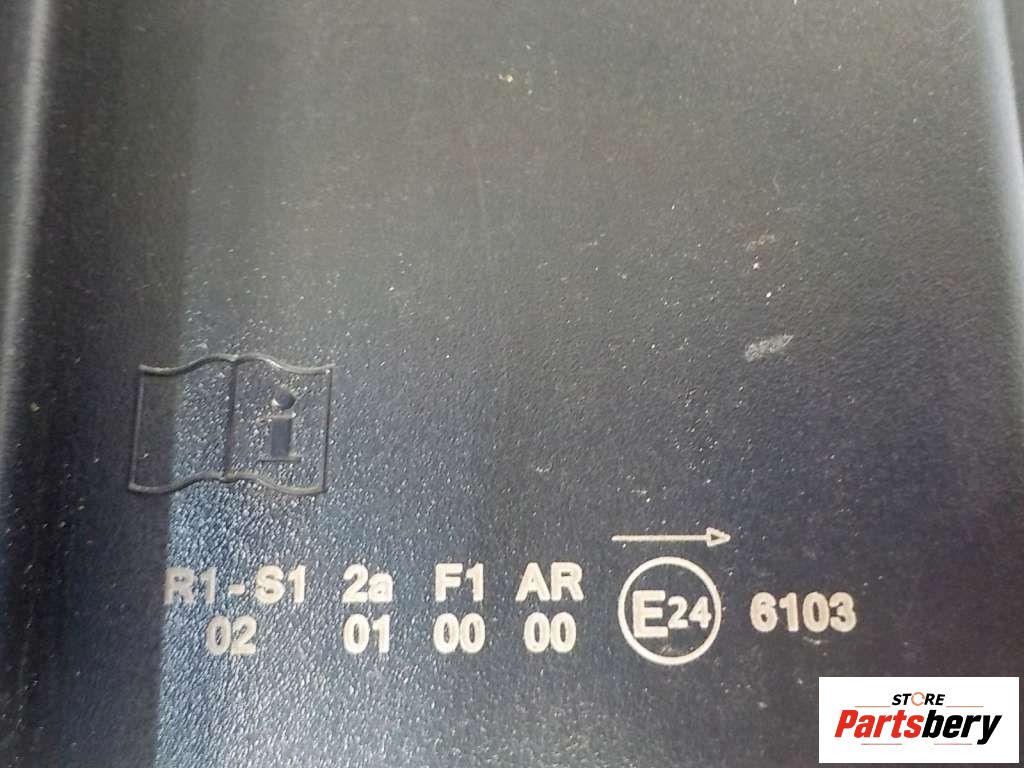 i
R1 - S1 2a F1 AR E24 6103
02 01 00 00
STORE
Partsbery